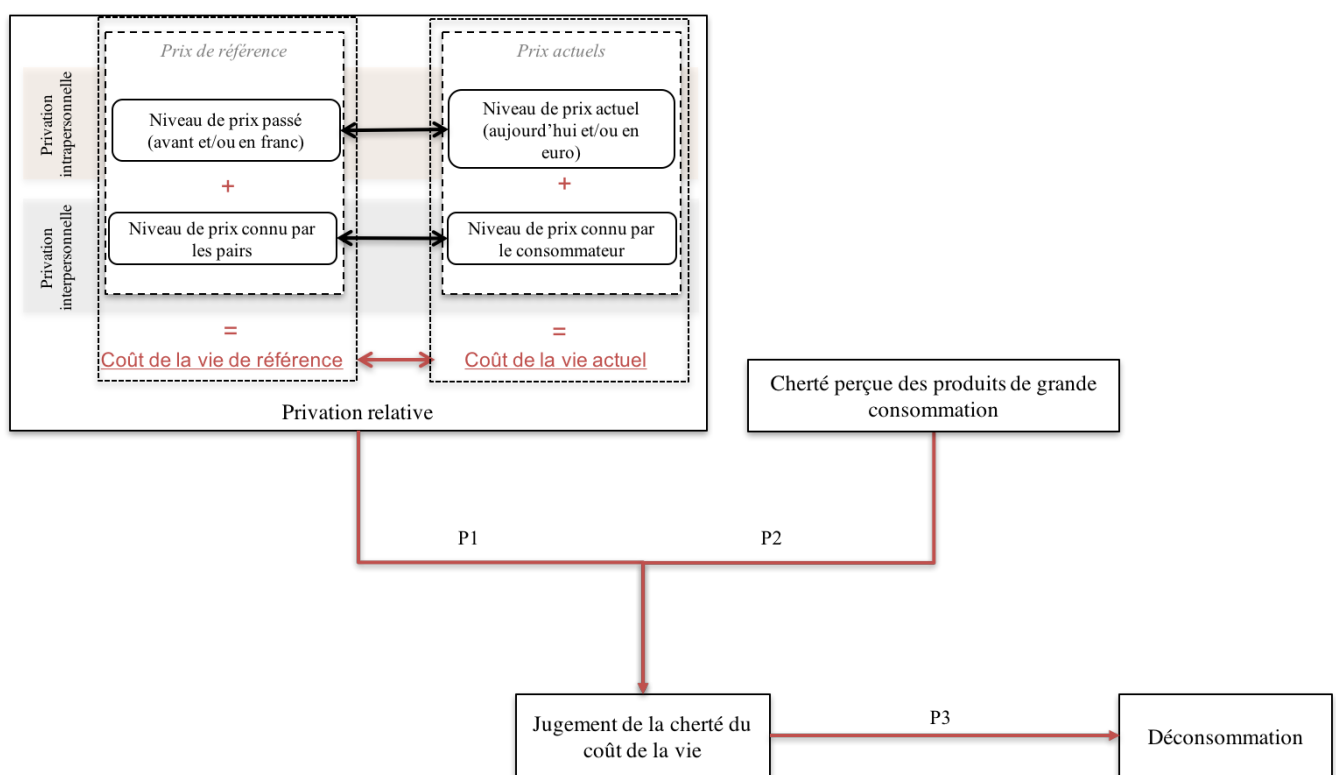 Prix de référence
Prix actuels
Privation
intrapersonnelle
Niveau de prix passé
(avant et/ou en franc)
Niveau de prix actuel
(aujourd’hui et/ou en
euro)
+
+
Privation
interpersonnelle
Niveau de prix connu par
les pairs
Niveau de prix connu par
le consommateur
=
=
Coût de la vie de référence
Coût de la vie actuel
Privation relative
Cherté perçue des produits de grande
consommation
P1
P2
Jugement de la cherté du
coût de la vie
P3
Déconsommation